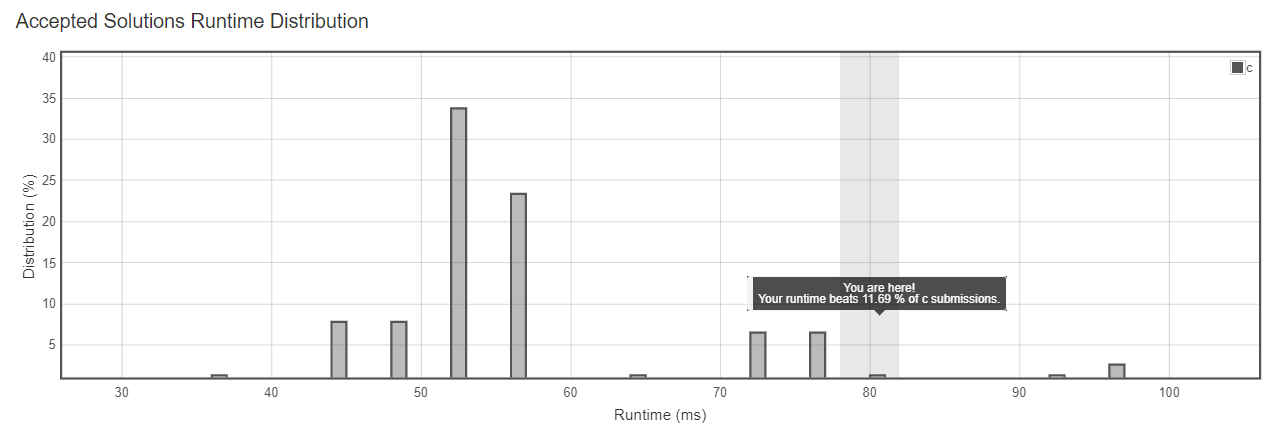 Accepted Solutions Runtime Distribution
40
35
30
25
20
15
10
5
Distribution (%)
c
You are here!
Your runtime beats 11.69 % of c submissions.
30 40 50 60 70 80 90 100
Runtime (ms)